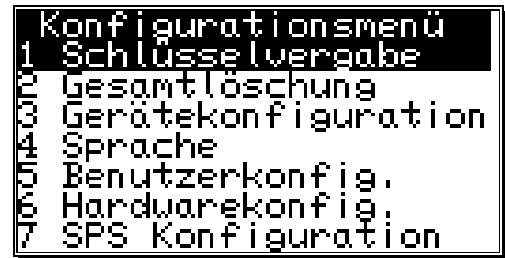 Konfigurationsmenü
1 Schlüsselvergabe
2 Gesamtlöschung
3 Gerätekonfiguration
4 Sprache
5 Benutzerkonfig.
6 Hardwarekonfig.
7 SPS Konfiguration